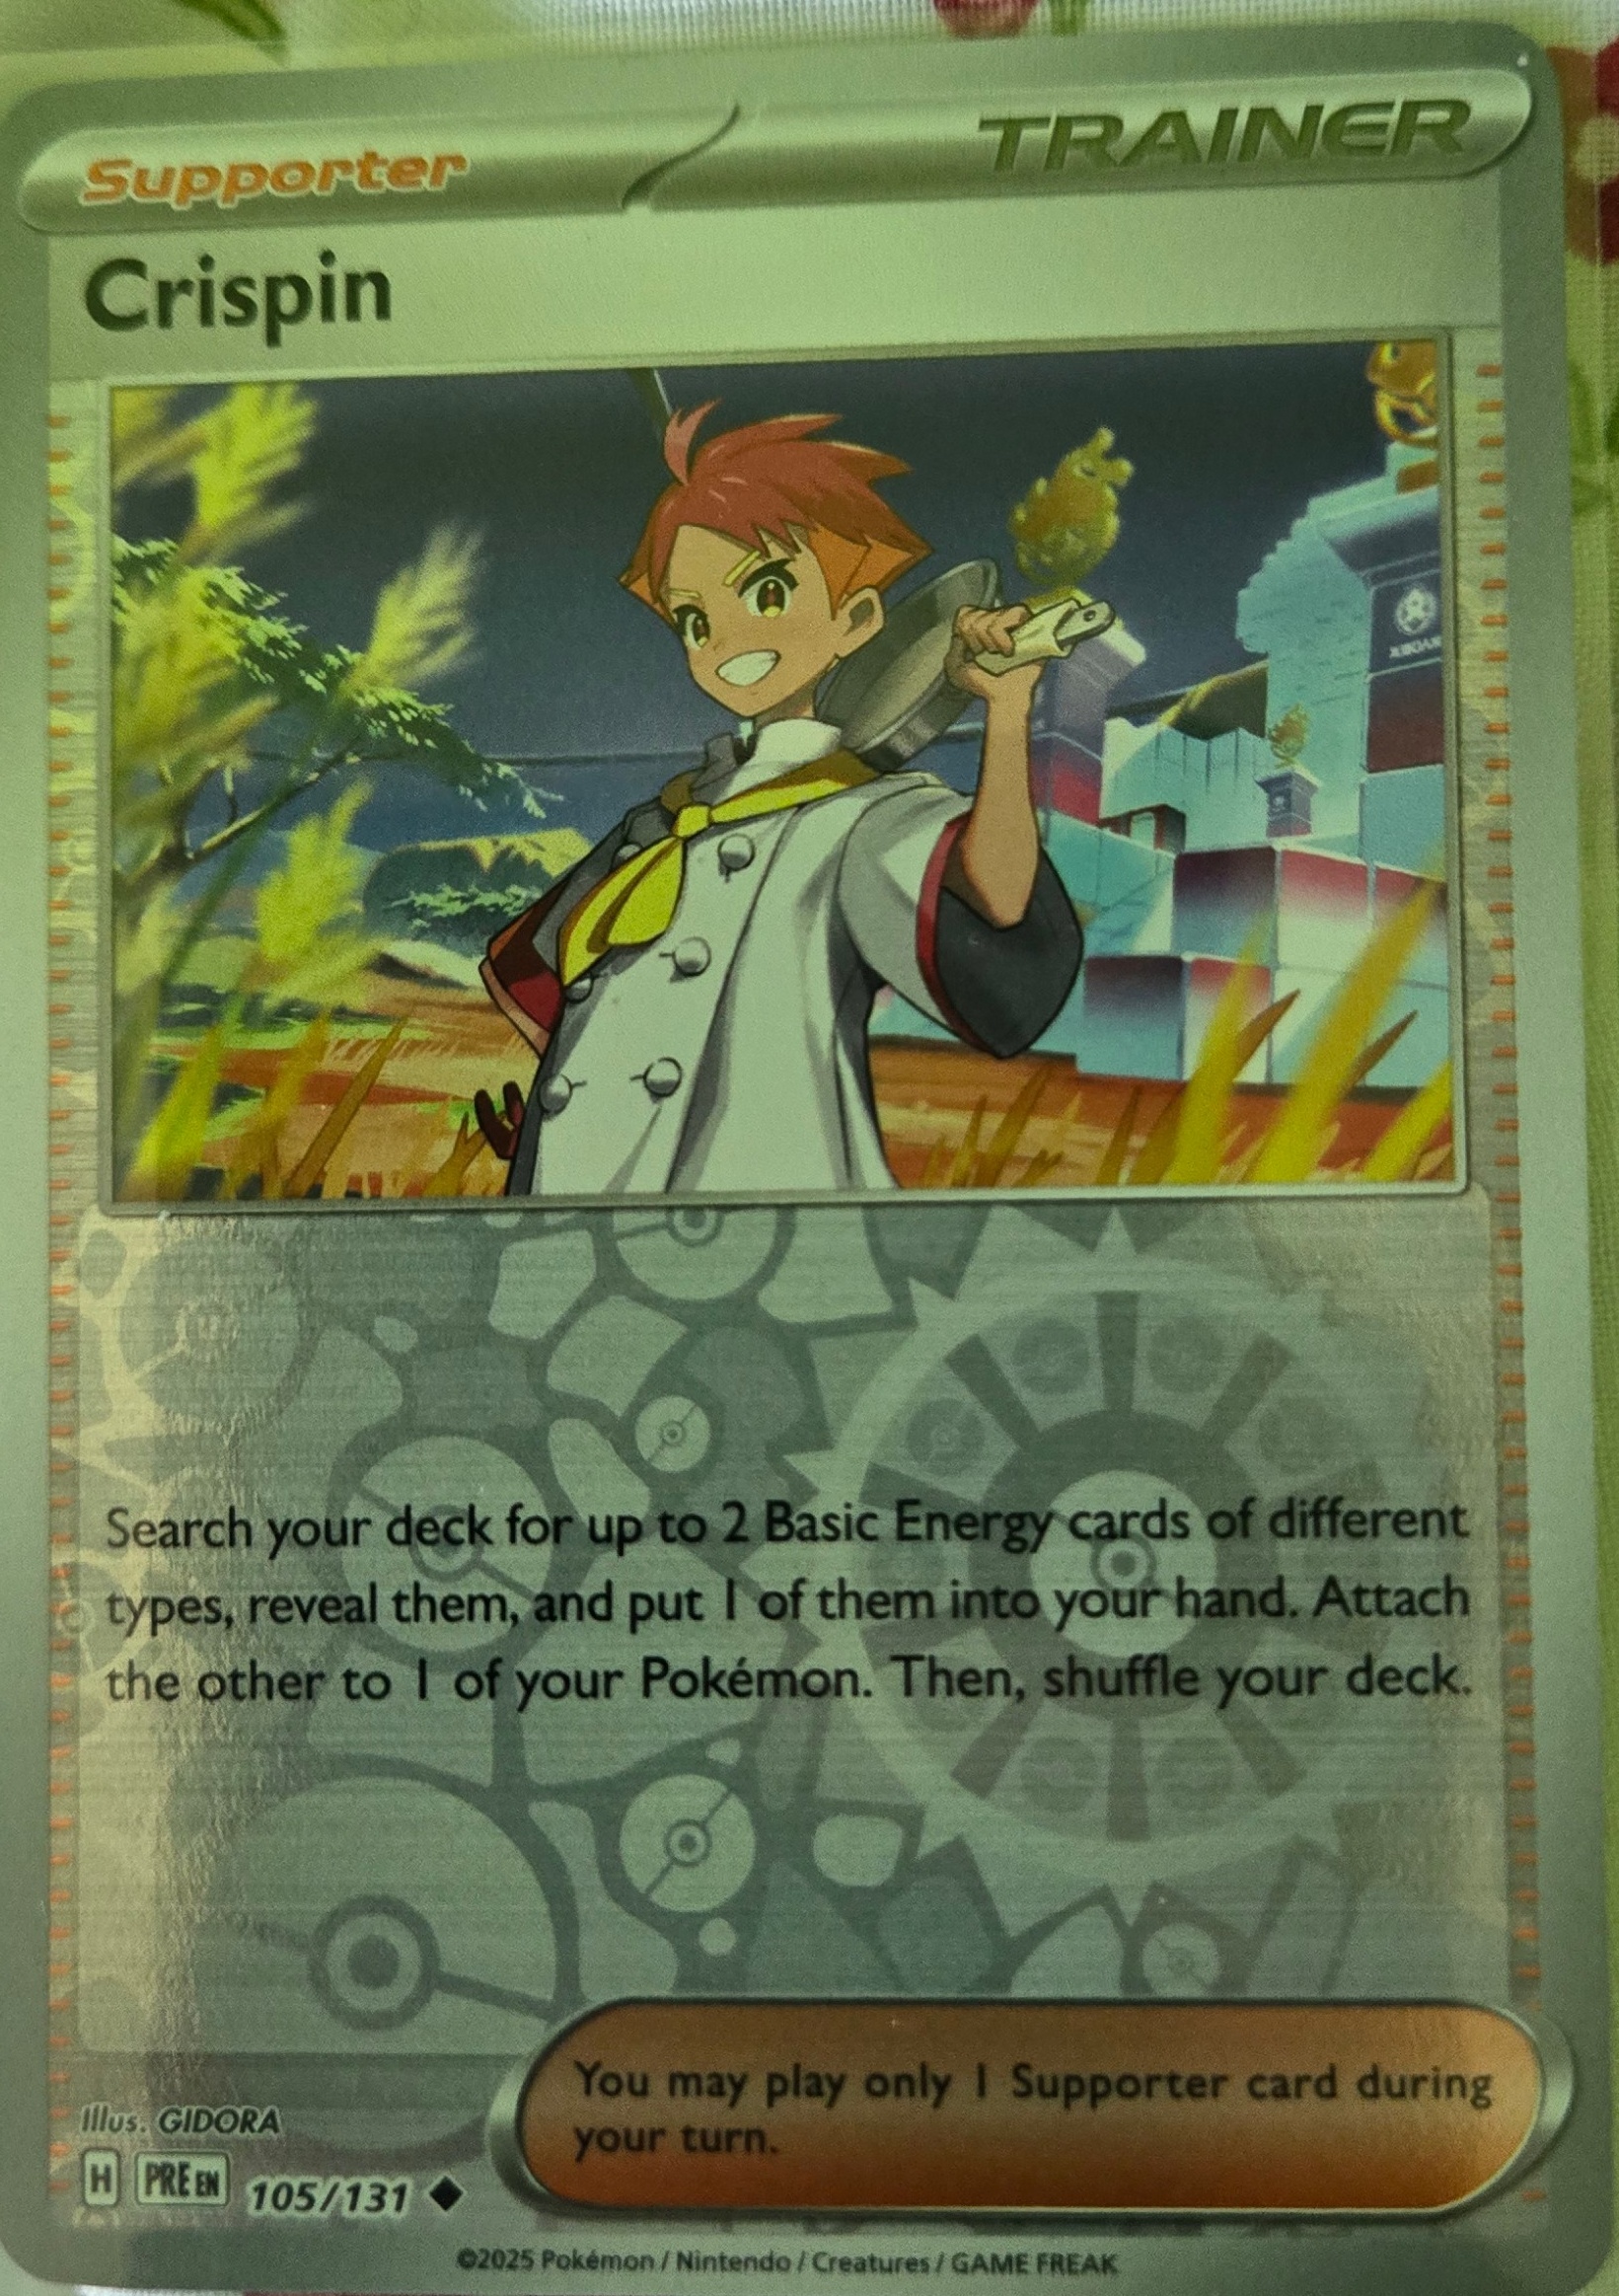 Supporter
TRAINER
Crispin
Search your deck for up to 2 Basic Energy cards of different
types, reveal them, and put 1 of them into your hand. Attach
the other to 1 of your Pokémon. Then, shuffle your deck.
You may play only 1 Supporter card during
your turn.
Illus. GIDORA
H PRE EN 105/131
©2025 Pokémon / Nintendo / Creatures / GAME FREAK